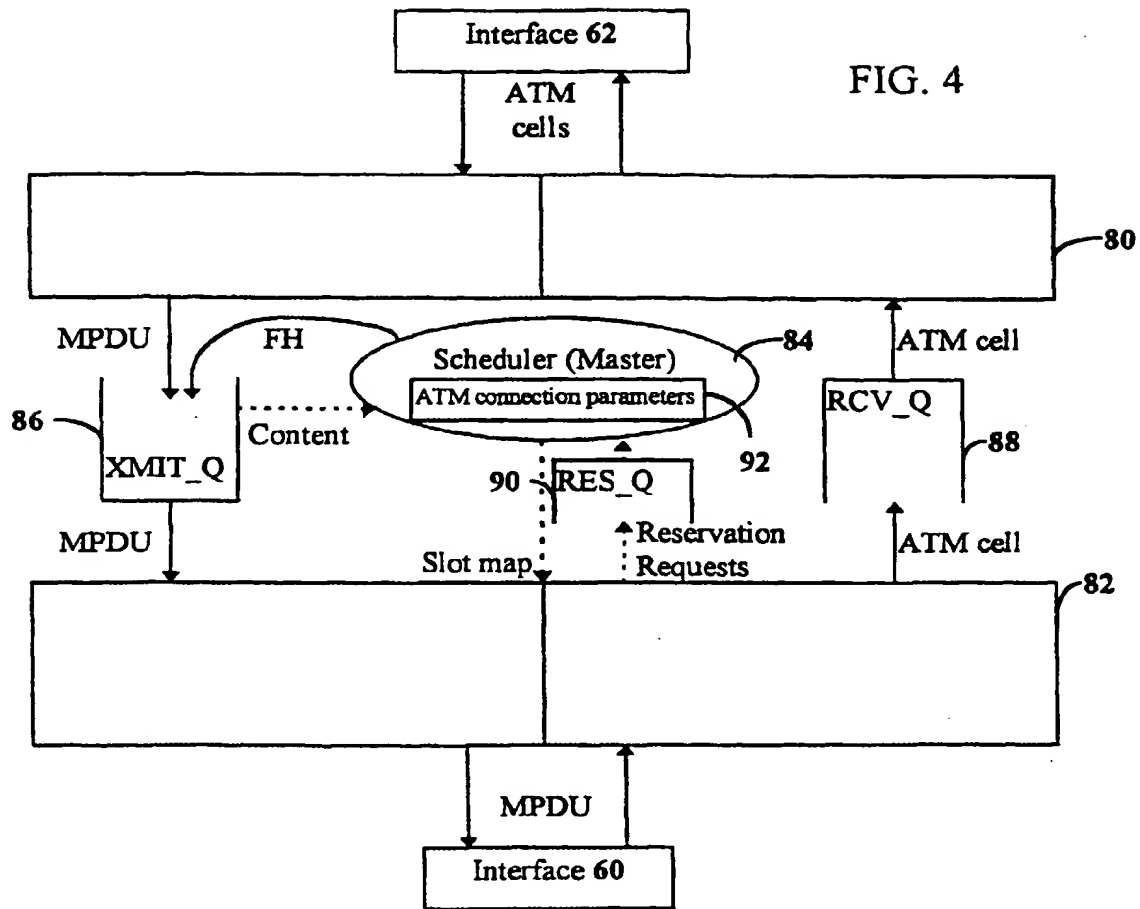 Interface 62
FIG. 4
ATM
cells
80
MPDU
FH
Scheduler (Master)
84
ATM cell
ATM connection parameters
RCV_Q
86
Content
92
88
XMIT_Q
90
RES_Q
MPDU
Slot map
Reservation
Requests
ATM cell
82
MPDU
Interface 60